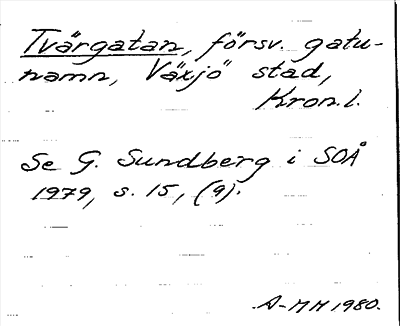 Tvärgatan, försv. gatu-
namn, Växjö stad,
Kron. l.
Se G. Sundberg i SOÅ
1979, s. 15, (9).
A-MH 1980.